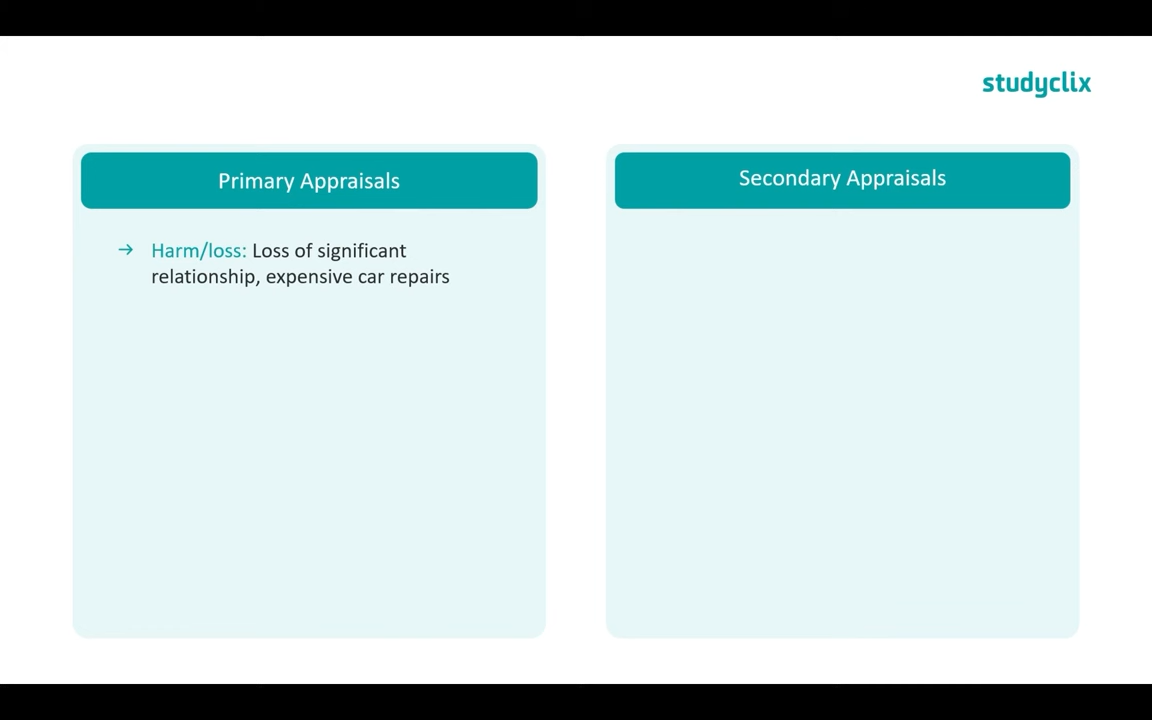 studyclix
Primary Appraisals
→ Harm/loss: Loss of significant
relationship, expensive car repairs
Secondary Appraisals